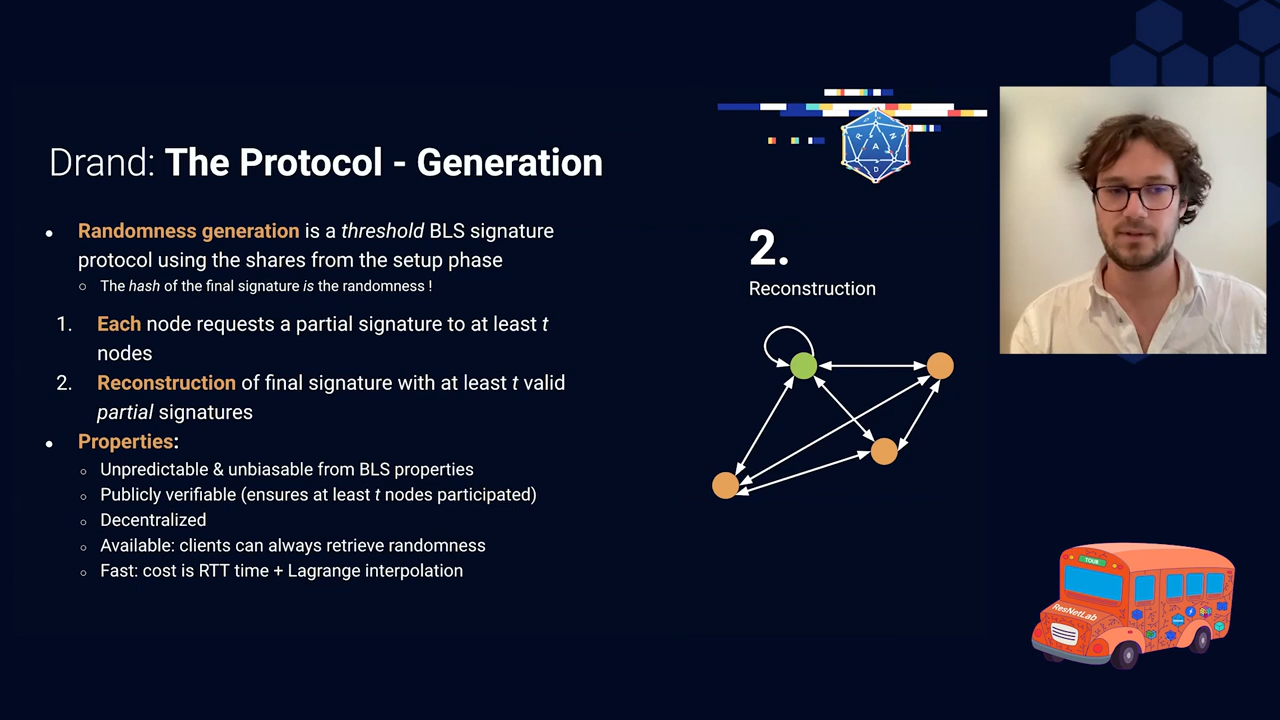 Drand: The Protocol - Generation
Randomness generation is a threshold BLS signature
protocol using the shares from the setup phase
The hash of the final signature is the randomness !
1. Each node requests a partial signature to at least t
nodes
2. Reconstruction of final signature with at least t valid
partial signatures
Properties:
Unpredictable & unbiasable from BLS properties
Publicly verifiable (ensures at least t nodes participated)
Decentralized
Available: clients can always retrieve randomness
Fast: cost is RTT time + Lagrange interpolation
2.
Reconstruction
R
N
A
D
TOUR
ResNetLab